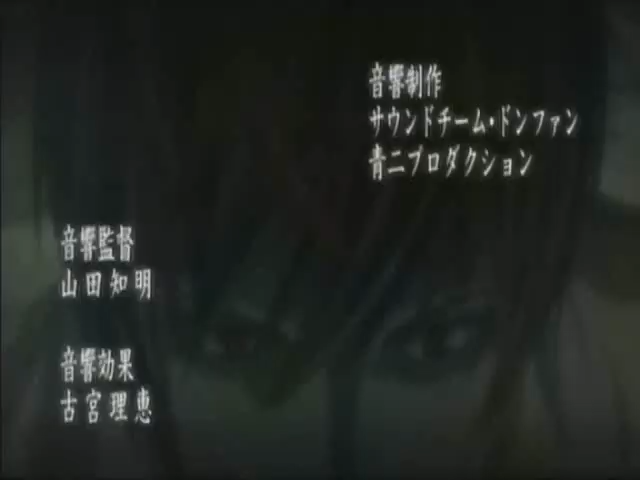 音響制作
サウンドチーム・ドンファン
青二プロダクション
音響監督
山田知明
音響効果
古宮理恵